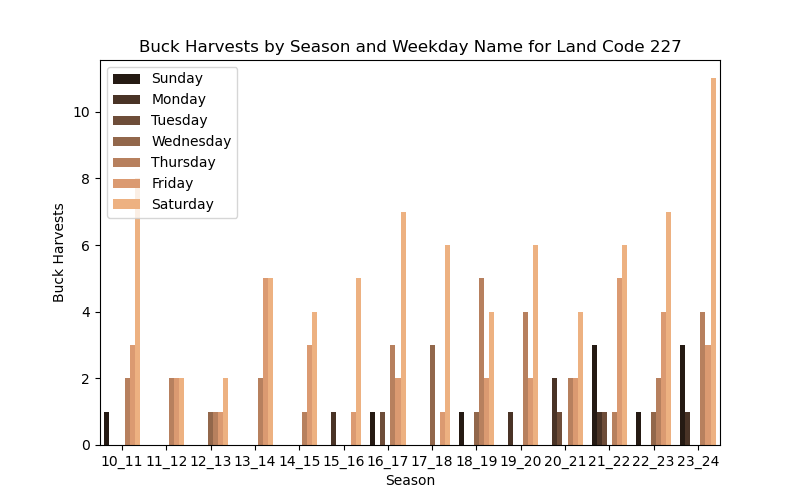 Buck Harvests by Season and Weekday Name for Land Code 227
Sunday
Monday
Tuesday
Wednesday
Thursday
Friday
Saturday
10
8
6
4
2
0
Buck Harvests
10_11 11_12 12_13 13_14 14_15 15_16 16_17 17_18 18_19 19_20 20_21 21_22 22_23 23_24
Season